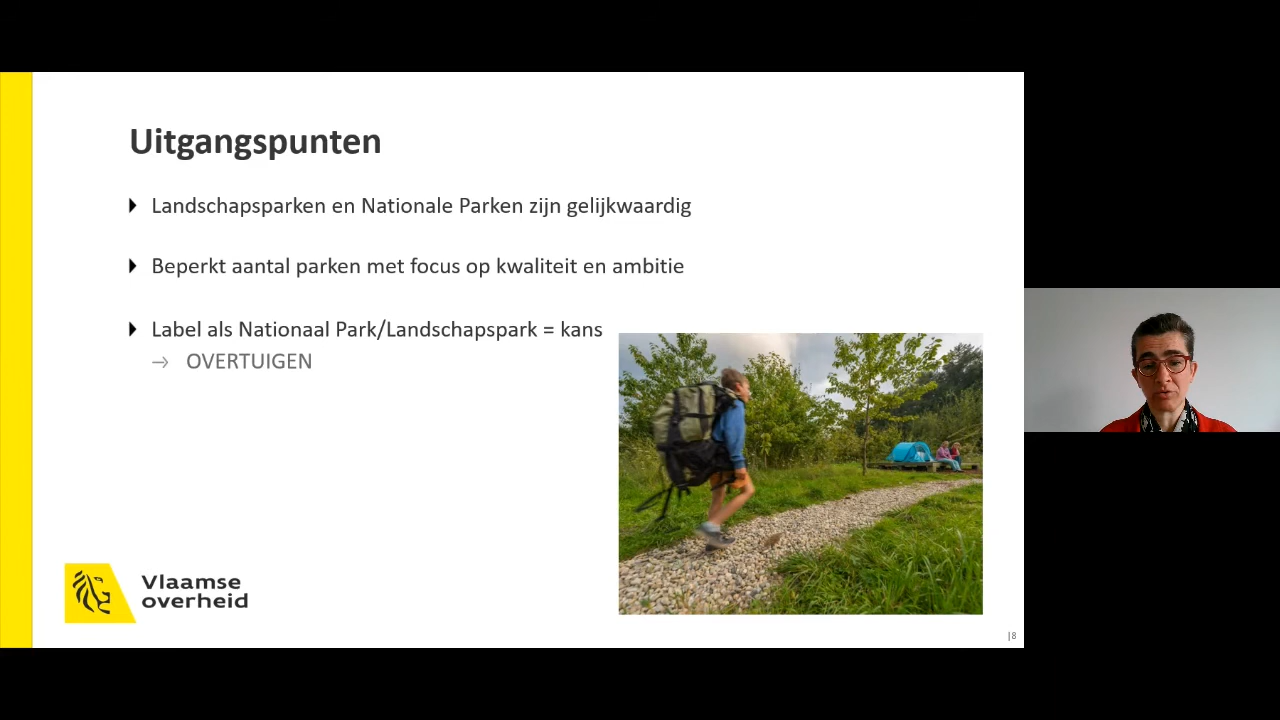 Uitgangspunten
Landschapsparken en Nationale Parken zijn gelijkwaardig
Beperkt aantal parken met focus op kwaliteit en ambitie
Label als Nationaal Park/Landschapspark = kans
→ OVERTUIGEN
Vlaamse
overheid
|8